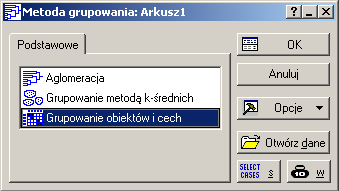 Metoda grupowania: Arkusz1
Podstawowe
Aglomeracja
Grupowanie metodą k-średnich
Grupowanie obiektów i cech
OK
Anuluj
Opcje
Otwórz dane
SELECT CASES S
W